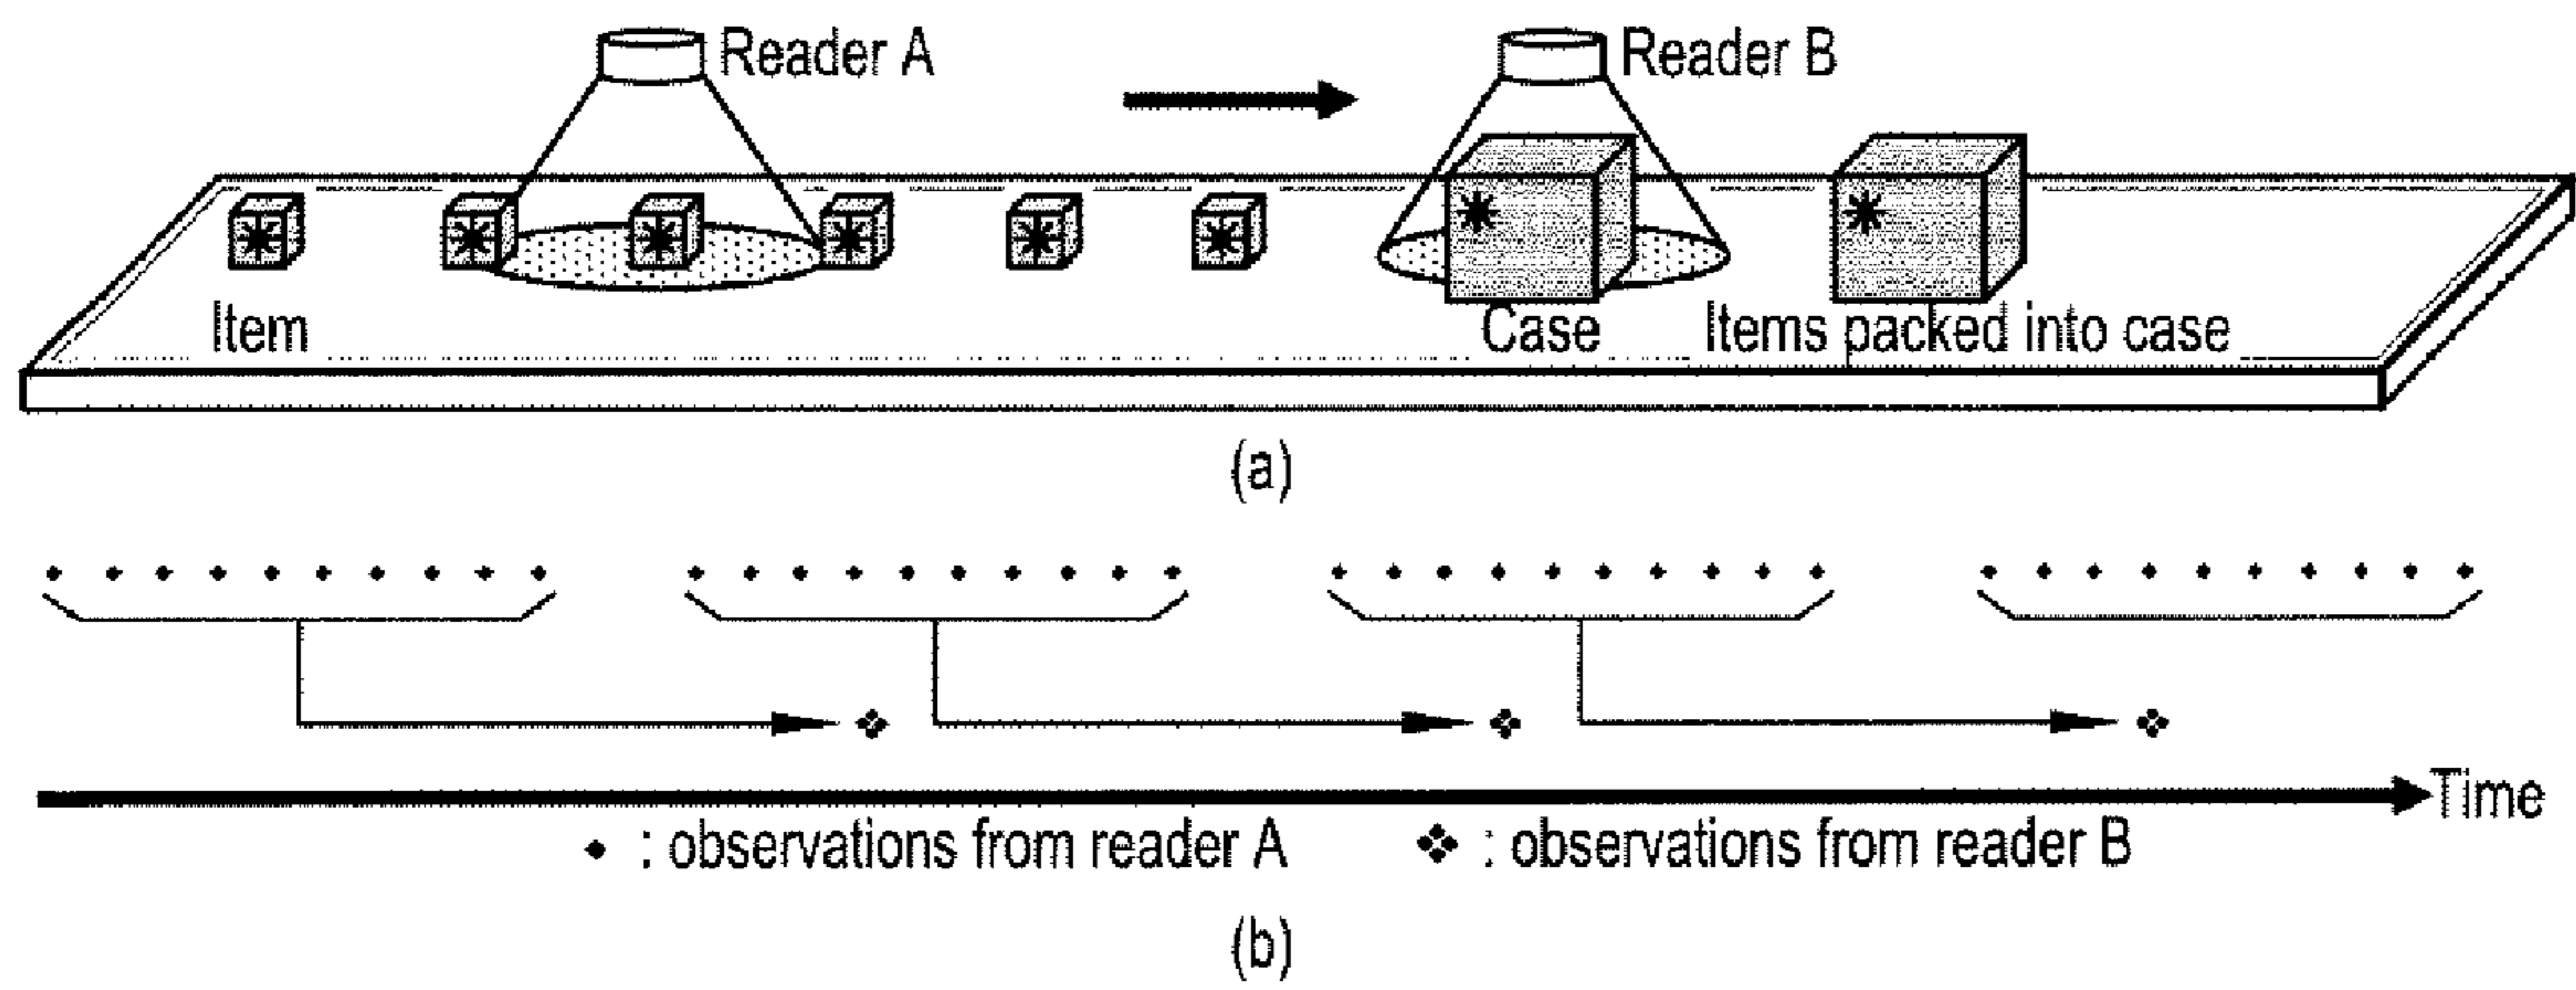 Reader A
Reader B
Item
Case
Items packed into case
(a)
Time
: observations from reader A
: observations from reader B
(b)